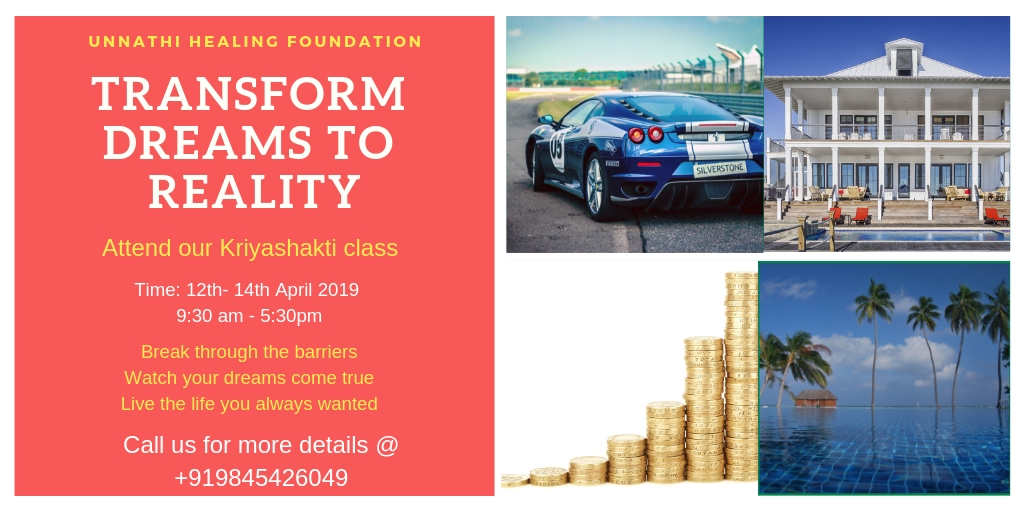 UNNATHI HEALING FOUNDATION
TRANSFORM
DREAMS TO
REALITY
Attend our Kriyashakti class
Time: 12th- 14th April 2019
9:30 am - 5:30pm
Break through the barriers
Watch your dreams come true
Live the life you always wanted
Call us for more details @
+919845426049
05
SILVERSTONE